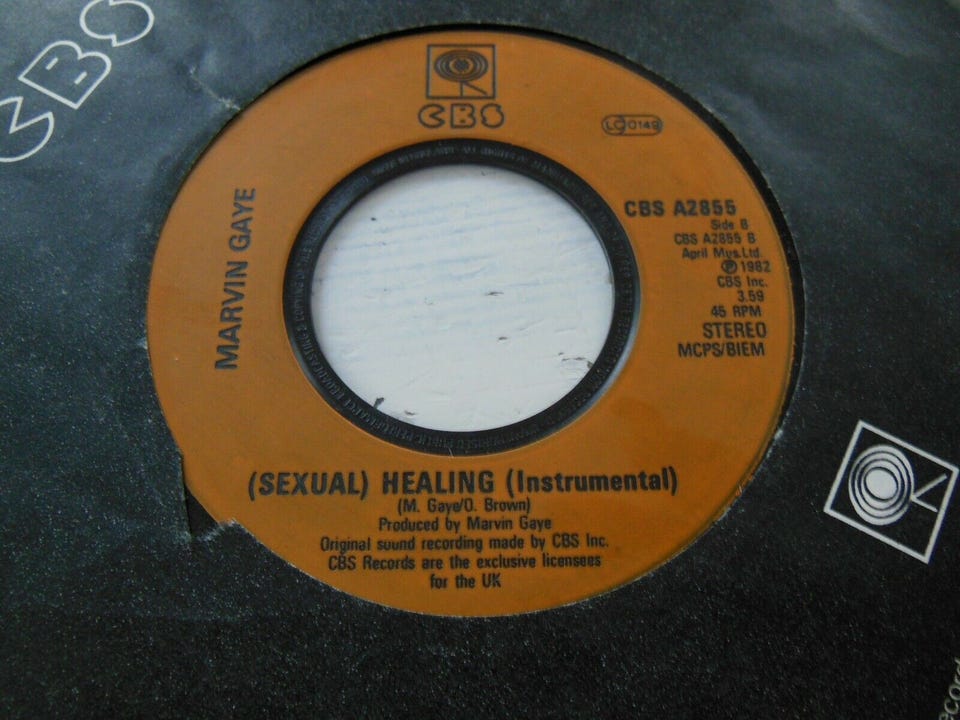 CBS
CBS
LC 0149
MARVIN GAYE
CBS A2855
Side B
CBS A2855 B
April Mus.Ltd.
℗ 1982
CBS Inc.
3.59
45 RPM
STEREO
MCPS/BIEM
(SEXUAL) HEALING (Instrumental)
(M. Gaye/O. Brown)
Produced by Marvin Gaye
Original sound recording made by CBS Inc.
CBS Records are the exclusive licensees
for the UK